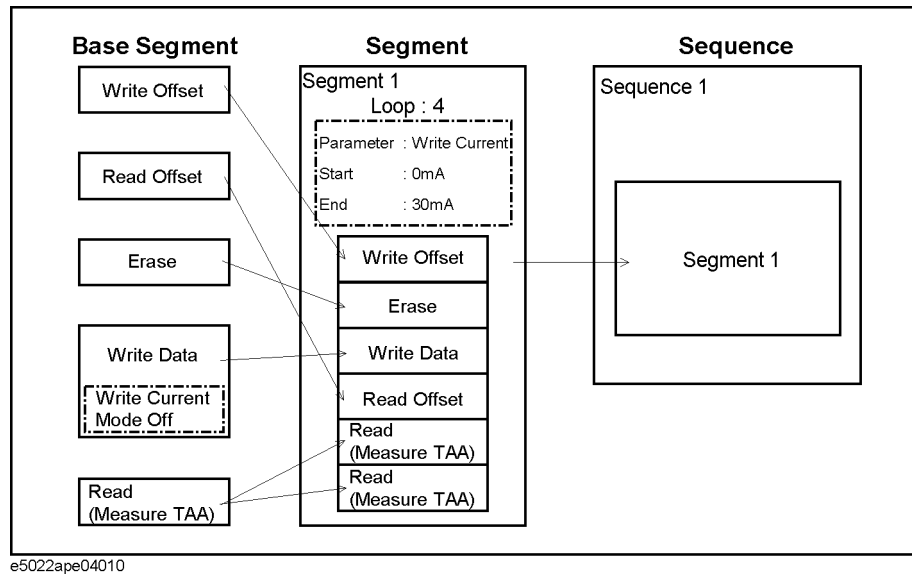 Base Segment
Write Offset
Read Offset
Erase
Write Data
Write Current
Mode Off
Read
(Measure TAA)
Segment
Segment 1
Loop : 4
Parameter : Write Current
Start : 0mA
End : 30mA
Write Offset
Erase
Write Data
Read Offset
Read
(Measure TAA)
Read
(Measure TAA)
Sequence
Sequence 1
Segment 1
e5022ape04010